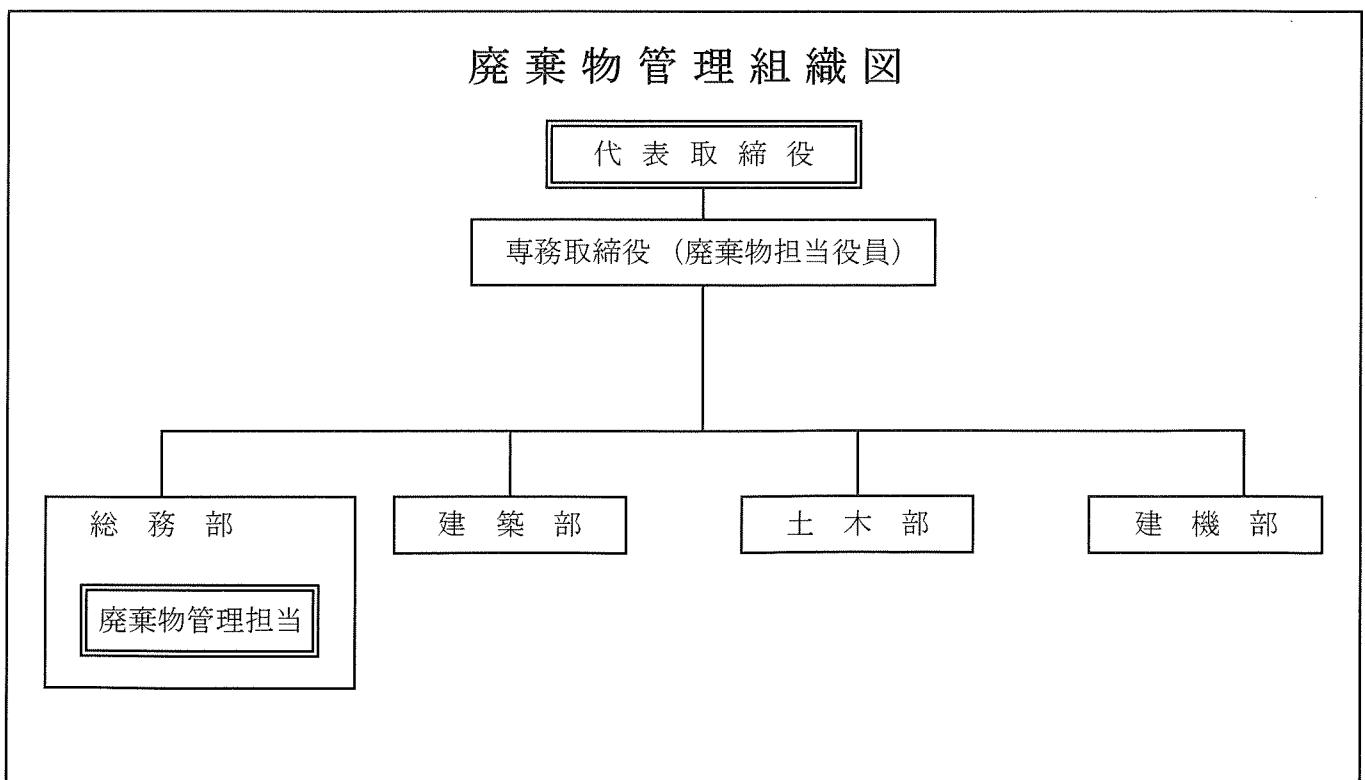 廃棄物管理組織図
代表取締役
専務取締役（廃棄物担当役員）
総務部
建築部
土木部
建機部
廃棄物管理担当